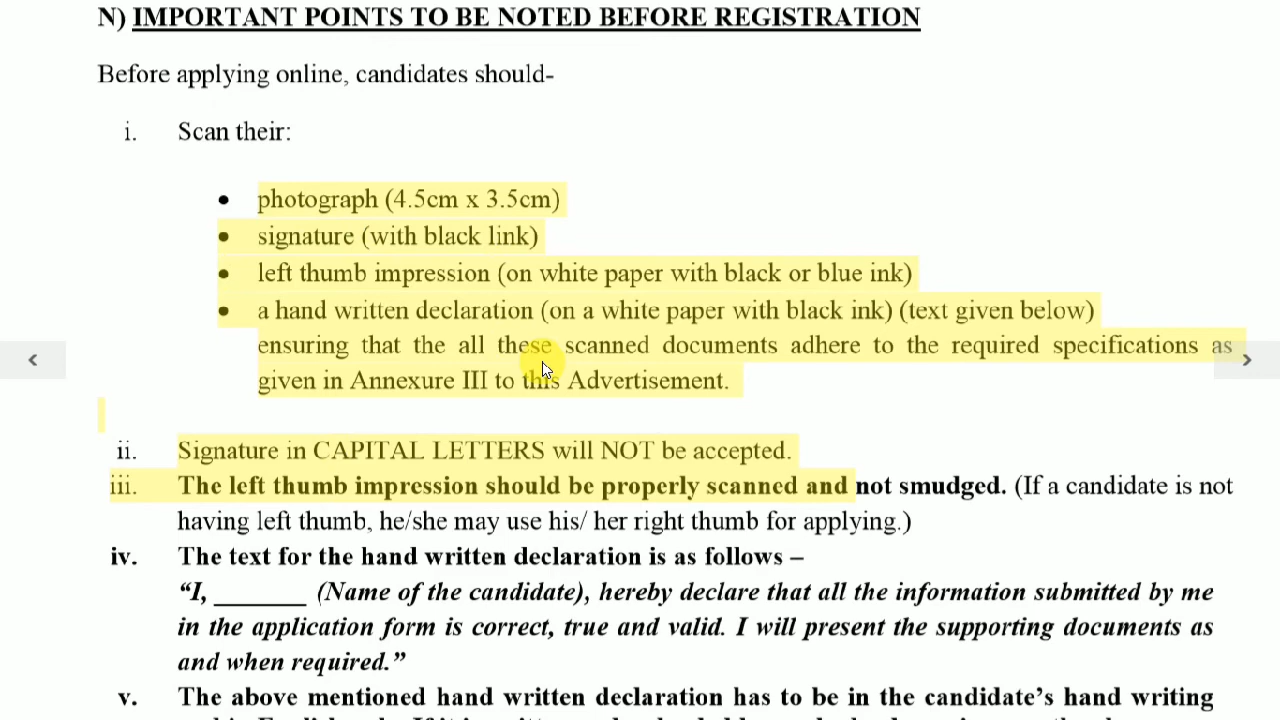 N) IMPORTANT POINTS TO BE NOTED BEFORE REGISTRATION
Before applying online, candidates should-
i. Scan their:
• photograph (4.5cm x 3.5cm)
• signature (with black link)
• left thumb impression (on white paper with black or blue ink)
• a hand written declaration (on a white paper with black ink) (text given below)
ensuring that the all these scanned documents adhere to the required specifications as
given in Annexure III to this Advertisement.
ii. Signature in CAPITAL LETTERS will NOT be accepted.
iii. The left thumb impression should be properly scanned and not smudged. (If a candidate is not
having left thumb, he/she may use his/ her right thumb for applying.)
iv. The text for the hand written declaration is as follows –
“I, _______ (Name of the candidate), hereby declare that all the information submitted by me
in the application form is correct, true and valid. I will present the supporting documents as
and when required.”
v. The above mentioned hand written declaration has to be in the candidate’s hand writing